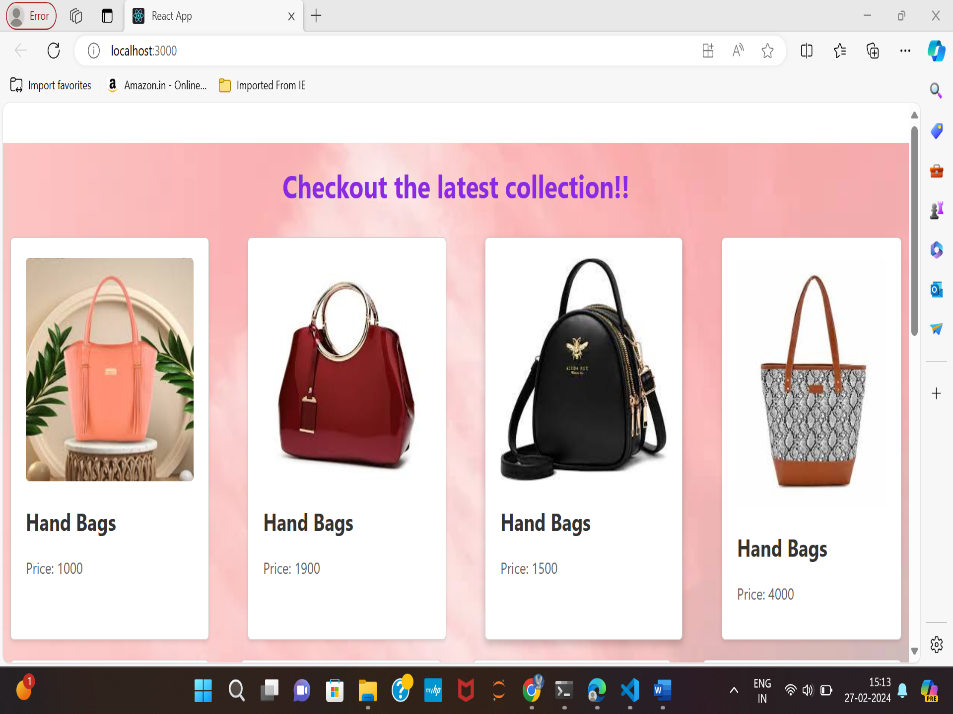 Error
React App
localhost:3000
Import favorites
Amazon.in - Online...
Imported From IE
Checkout the latest collection!!
Hand Bags
Price: 1000
Hand Bags
Price: 1900
Hand Bags
Price: 1500
Hand Bags
Price: 4000
1
ENG
IN
15:13
27-02-2024
PRE